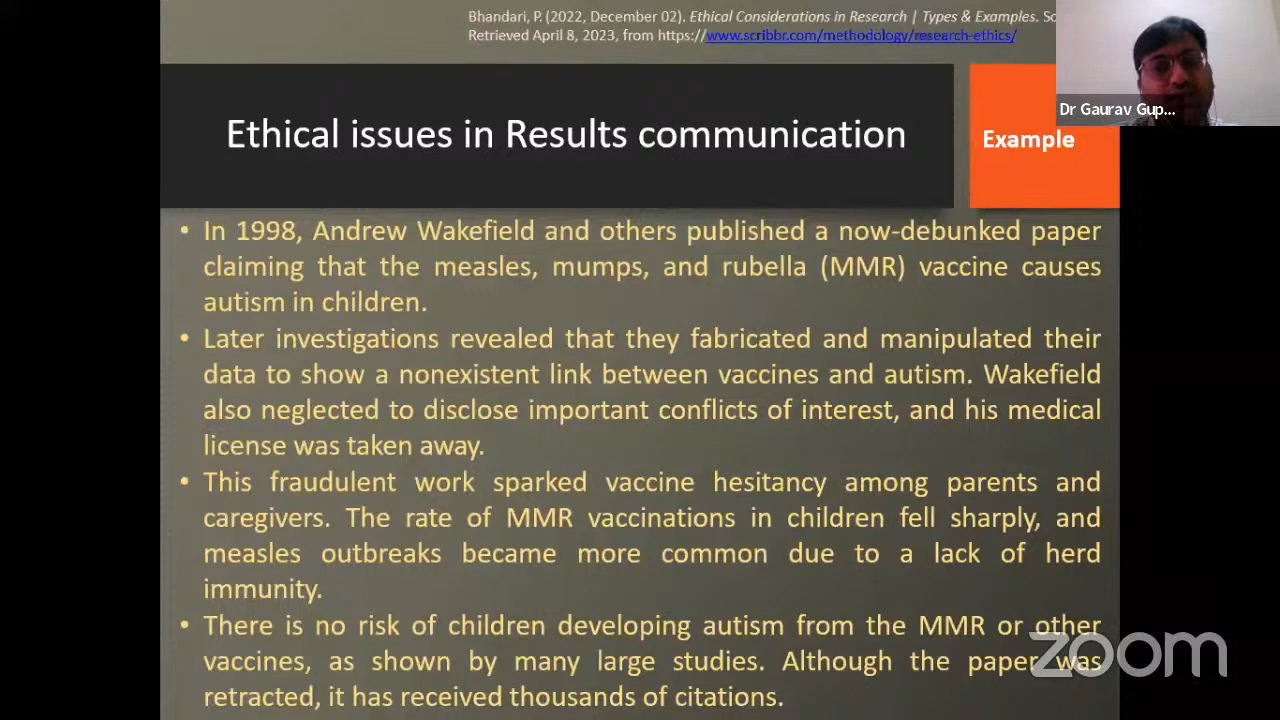 Bhandari, P. (2022, December 02). Ethical Considerations in Research | Types & Examples.
Retrieved April 8, 2023, from https://www.scribbr.com/methodology/research-ethics/
Dr Gaurav Gup...
Ethical issues in Results communication
Example
• In 1998, Andrew Wakefield and others published a now-debunked paper
claiming that the measles, mumps, and rubella (MMR) vaccine causes
autism in children.
• Later investigations revealed that they fabricated and manipulated their
data to show a nonexistent link between vaccines and autism. Wakefield
also neglected to disclose important conflicts of interest, and his medical
license was taken away.
• This fraudulent work sparked vaccine hesitancy among parents and
caregivers. The rate of MMR vaccinations in children fell sharply, and
measles outbreaks became more common due to a lack of herd
immunity.
• There is no risk of children developing autism from the MMR or other
vaccines, as shown by many large studies. Although the paper was
retracted, it has received thousands of citations.
zoom